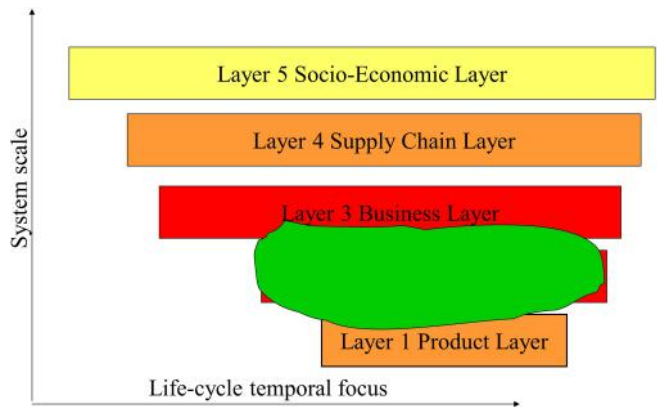 Layer 5 Socio-Economic Layer
Layer 4 Supply Chain Layer
Layer 3 Business Layer
Layer 1 Product Layer
System scale
Life-cycle temporal focus